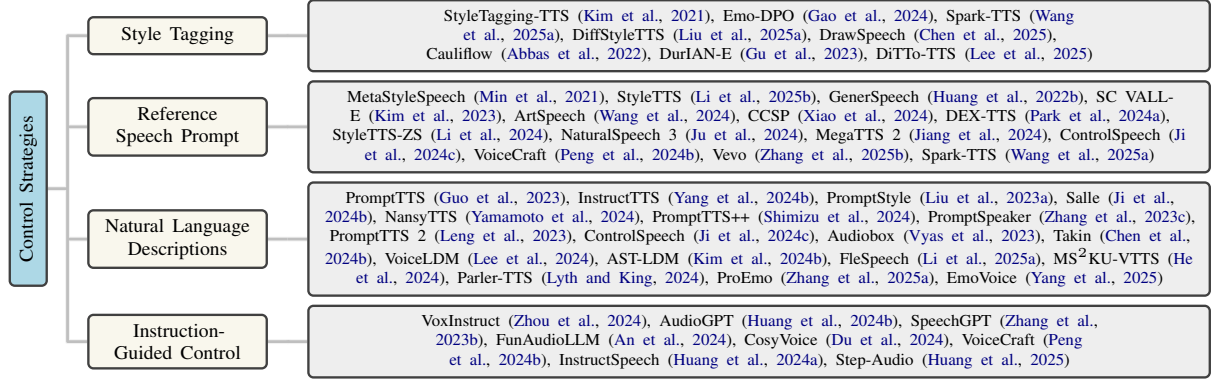 Control Strategies
Style Tagging
StyleTagging-TTS (Kim et al., 2021), Emo-DPO (Gao et al., 2024), Spark-TTS (Wang
et al., 2025a), DiffStyleTTS (Liu et al., 2025a), DrawSpeech (Chen et al., 2025),
Cauliflow (Abbas et al., 2022), DurIAN-E (Gu et al., 2023), DiTTo-TTS (Lee et al., 2025)
Reference
Speech Prompt
MetaStyleSpeech (Min et al., 2021), StyleTTS (Li et al., 2025b), GenerSpeech (Huang et al., 2022b), SC VALL-
E (Kim et al., 2023), ArtSpeech (Wang et al., 2024), CCSP (Xiao et al., 2024), DEX-TTS (Park et al., 2024a),
StyleTTS-ZS (Li et al., 2024), NaturalSpeech 3 (Ju et al., 2024), MegaTTS 2 (Jiang et al., 2024), ControlSpeech (Ji
et al., 2024c), VoiceCraft (Peng et al., 2024b), Vevo (Zhang et al., 2025b), Spark-TTS (Wang et al., 2025a)
Natural Language
Descriptions
PromptTTS (Guo et al., 2023), InstructTTS (Yang et al., 2024b), PromptStyle (Liu et al., 2023a), Salle (Ji et al.,
2024b), NansyTTS (Yamamoto et al., 2024), PromptTTS++ (Shimizu et al., 2024), PromptSpeaker (Zhang et al., 2023c),
PromptTTS 2 (Leng et al., 2023), ControlSpeech (Ji et al., 2024c), Audiobox (Vyas et al., 2023), Takin (Chen et al.,
2024b), VoiceLDM (Lee et al., 2024), AST-LDM (Kim et al., 2024b), FleSpeech (Li et al., 2025a), MS²KU-VTTS (He
et al., 2024), Parler-TTS (Lyth and King, 2024), ProEmo (Zhang et al., 2025a), EmoVoice (Yang et al., 2025)
Instruction-
Guided Control
VoxInstruct (Zhou et al., 2024), AudioGPT (Huang et al., 2024b), SpeechGPT (Zhang et al.,
2023b), FunAudioLLM (An et al., 2024), CosyVoice (Du et al., 2024), VoiceCraft (Peng
et al., 2024b), InstructSpeech (Huang et al., 2024a), Step-Audio (Huang et al., 2025)